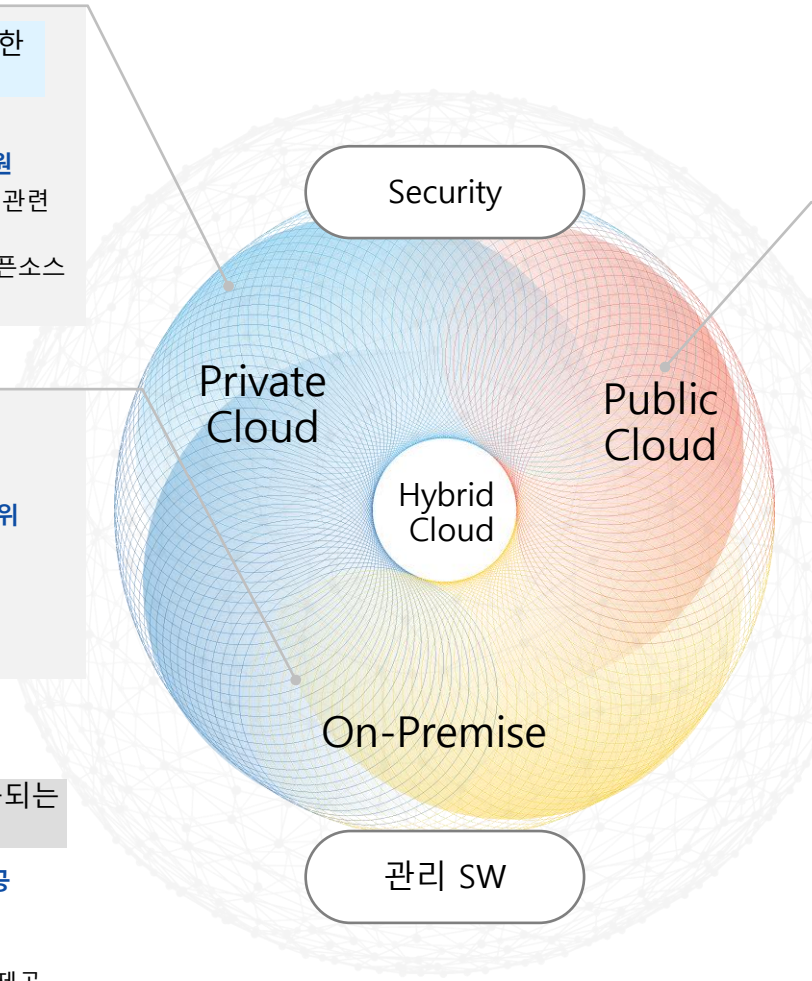 한
원
관련
픈소스
위
되는
공
Security
Private
Cloud
Public
Cloud
Hybrid
Cloud
On-Premise
관리 SW